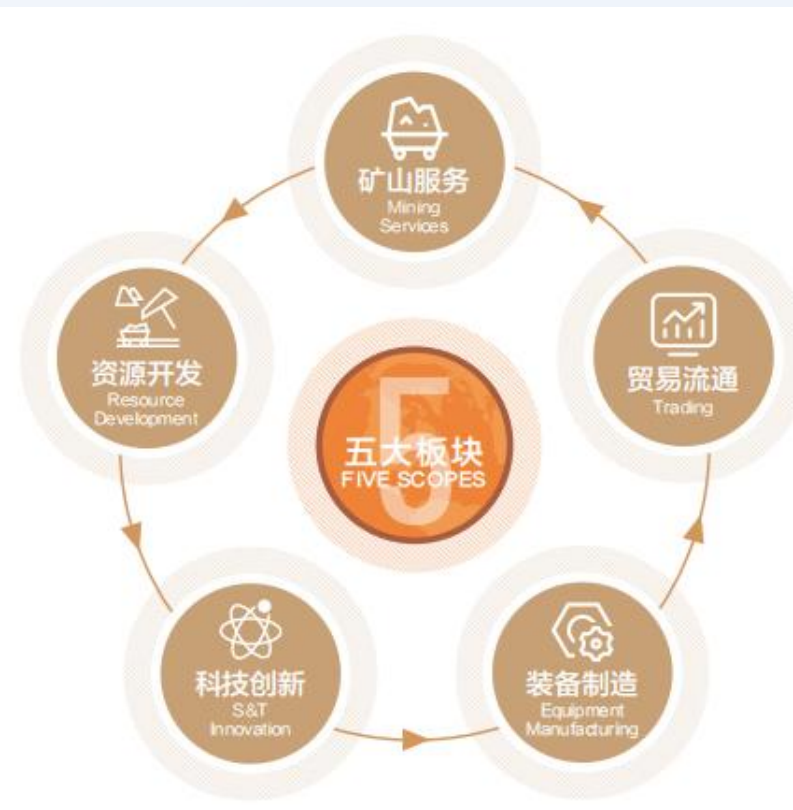 矿山服务
Mining
Services
资源开发
Resource
Development
贸易流通
Trading
5
五大板块
FIVE SCOPES
科技创新
S&T
Innovation
装备制造
Equipment
Manufacturing